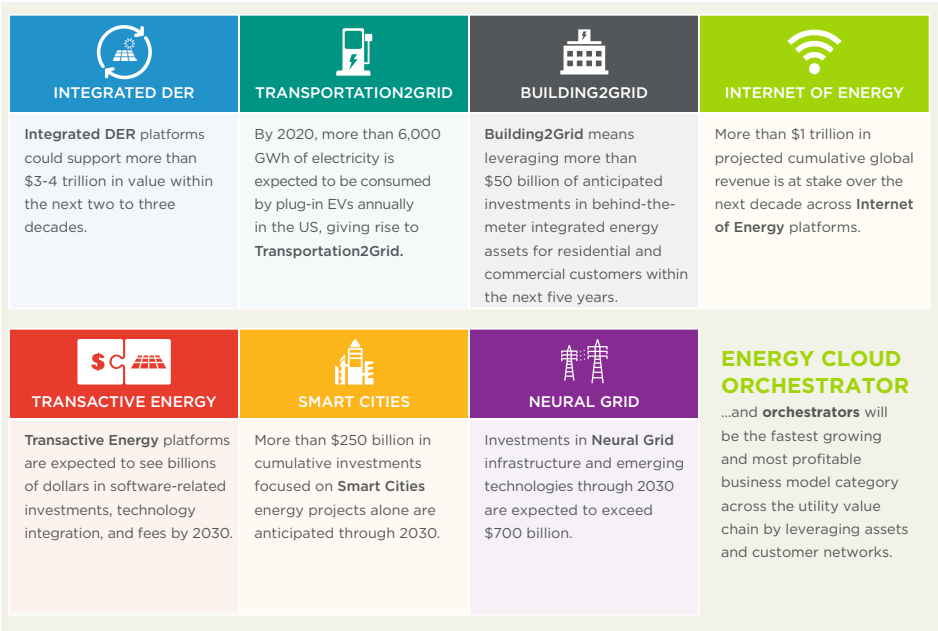 INTEGRATED DER
Integrated DER platforms
could support more than
$3-4 trillion in value within
the next two to three
decades.
TRANSPORTATION2GRID
By 2020, more than 6,000
GWh of electricity is
expected to be consumed
by plug-in EVs annually
in the US, giving rise to
Transportation2Grid.
BUILDING2GRID
Building2Grid means
leveraging more than
$50 billion of anticipated
investments in behind-the-
meter integrated energy
assets for residential and
commercial customers within
the next five years.
INTERNET OF ENERGY
More than $1 trillion in
projected cumulative global
revenue is at stake over the
next decade across Internet
of Energy platforms.
$
TRANSACTIVE ENERGY
Transactive Energy platforms
are expected to see billions
of dollars in software-related
investments, technology
integration, and fees by 2030.
SMART CITIES
More than $250 billion in
cumulative investments
focused on Smart Cities
energy projects alone are
anticipated through 2030.
NEURAL GRID
Investments in Neural Grid
infrastructure and emerging
technologies through 2030
are expected to exceed
$700 billion.
ENERGY CLOUD
ORCHESTRATOR
...and orchestrators will
be the fastest growing
and most profitable
business model category
across the utility value
chain by leveraging assets
and customer networks.